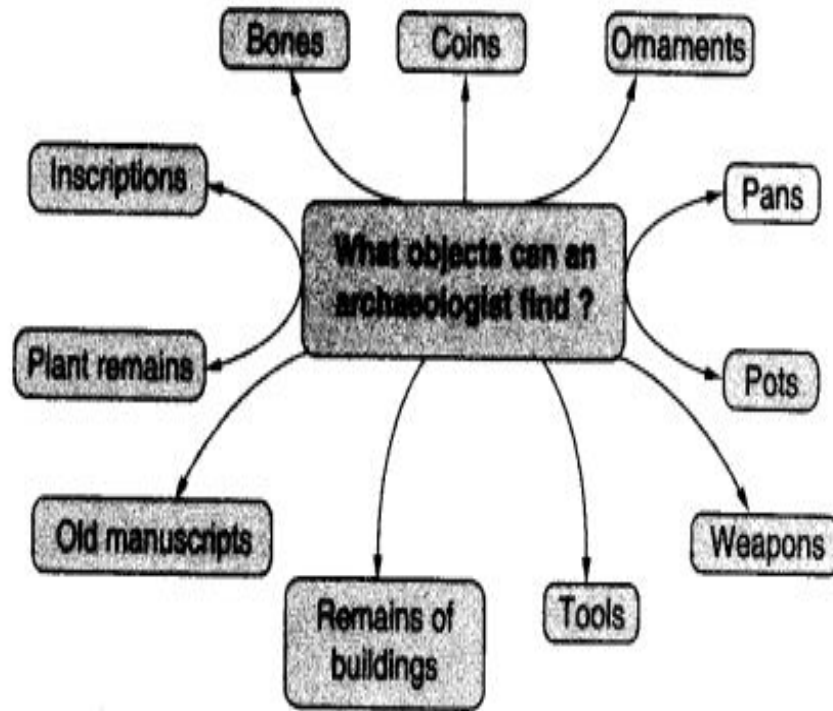 Bones
Coins
Ornaments
Inscriptions
Pans
What objects can an
archaeologist find ?
Plant remains
Pots
Old manuscripts
Weapons
Remains of
buildings
Tools